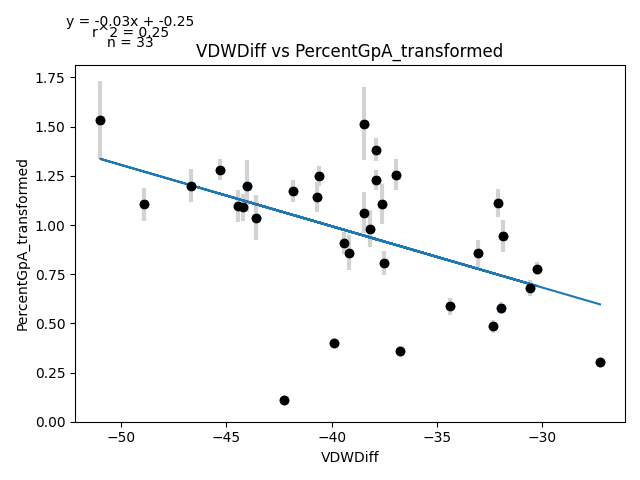 y = -0.03x + -0.25
r^2 = 0.25
n = 33
VDWDiff vs PercentGpA_transformed
1.75
1.50
1.25
1.00
0.75
0.50
0.25
0.00
PercentGpA_transformed
−50
−45
−40
−35
−30
VDWDiff